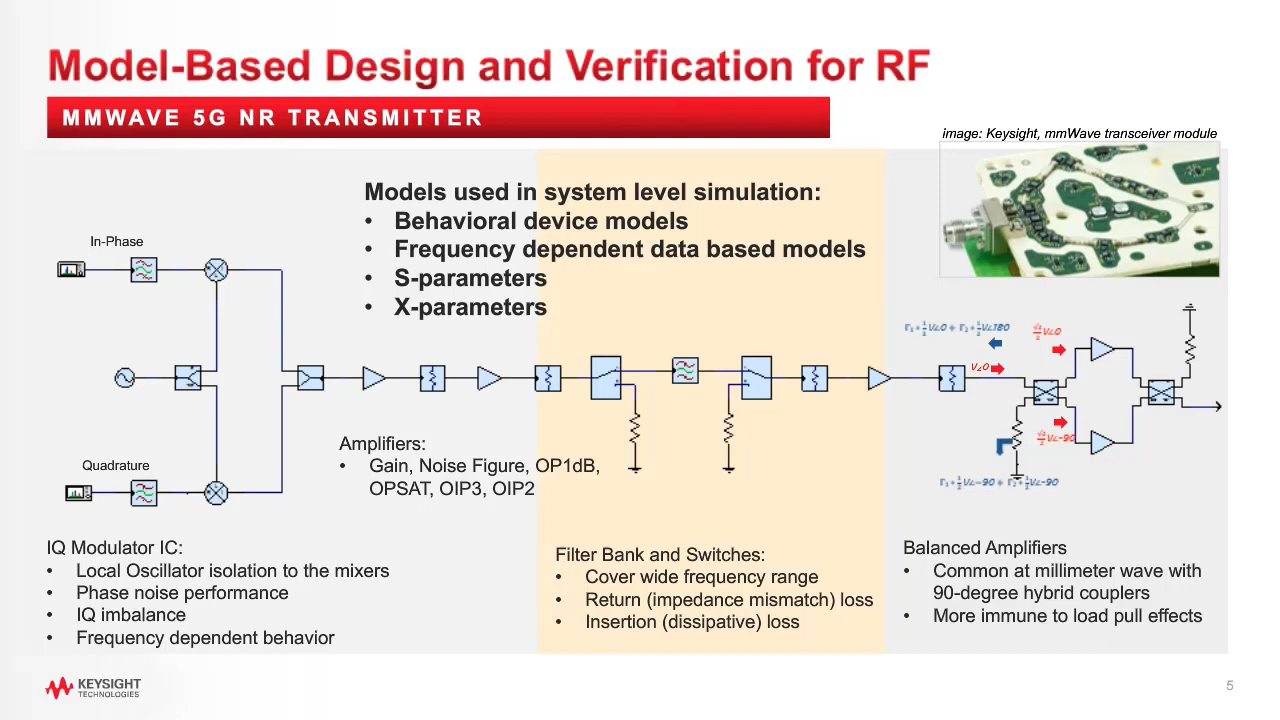 Model-Based Design and Verification for RF
MMWAVE 5G NR TRANSMITTER
image: Keysight, mmWave transceiver module
Models used in system level simulation:
• Behavioral device models
• Frequency dependent data based models
• S-parameters
• X-parameters
In-Phase
Quadrature
V∠0
Amplifiers:
• Gain, Noise Figure, OP1dB,
OPSAT, OIP3, OIP2
IQ Modulator IC:
• Local Oscillator isolation to the mixers
• Phase noise performance
• IQ imbalance
• Frequency dependent behavior
Filter Bank and Switches:
• Cover wide frequency range
• Return (impedance mismatch) loss
• Insertion (dissipative) loss
Balanced Amplifiers
• Common at millimeter wave with
90-degree hybrid couplers
• More immune to load pull effects
KEYSIGHT
TECHNOLOGIES
5